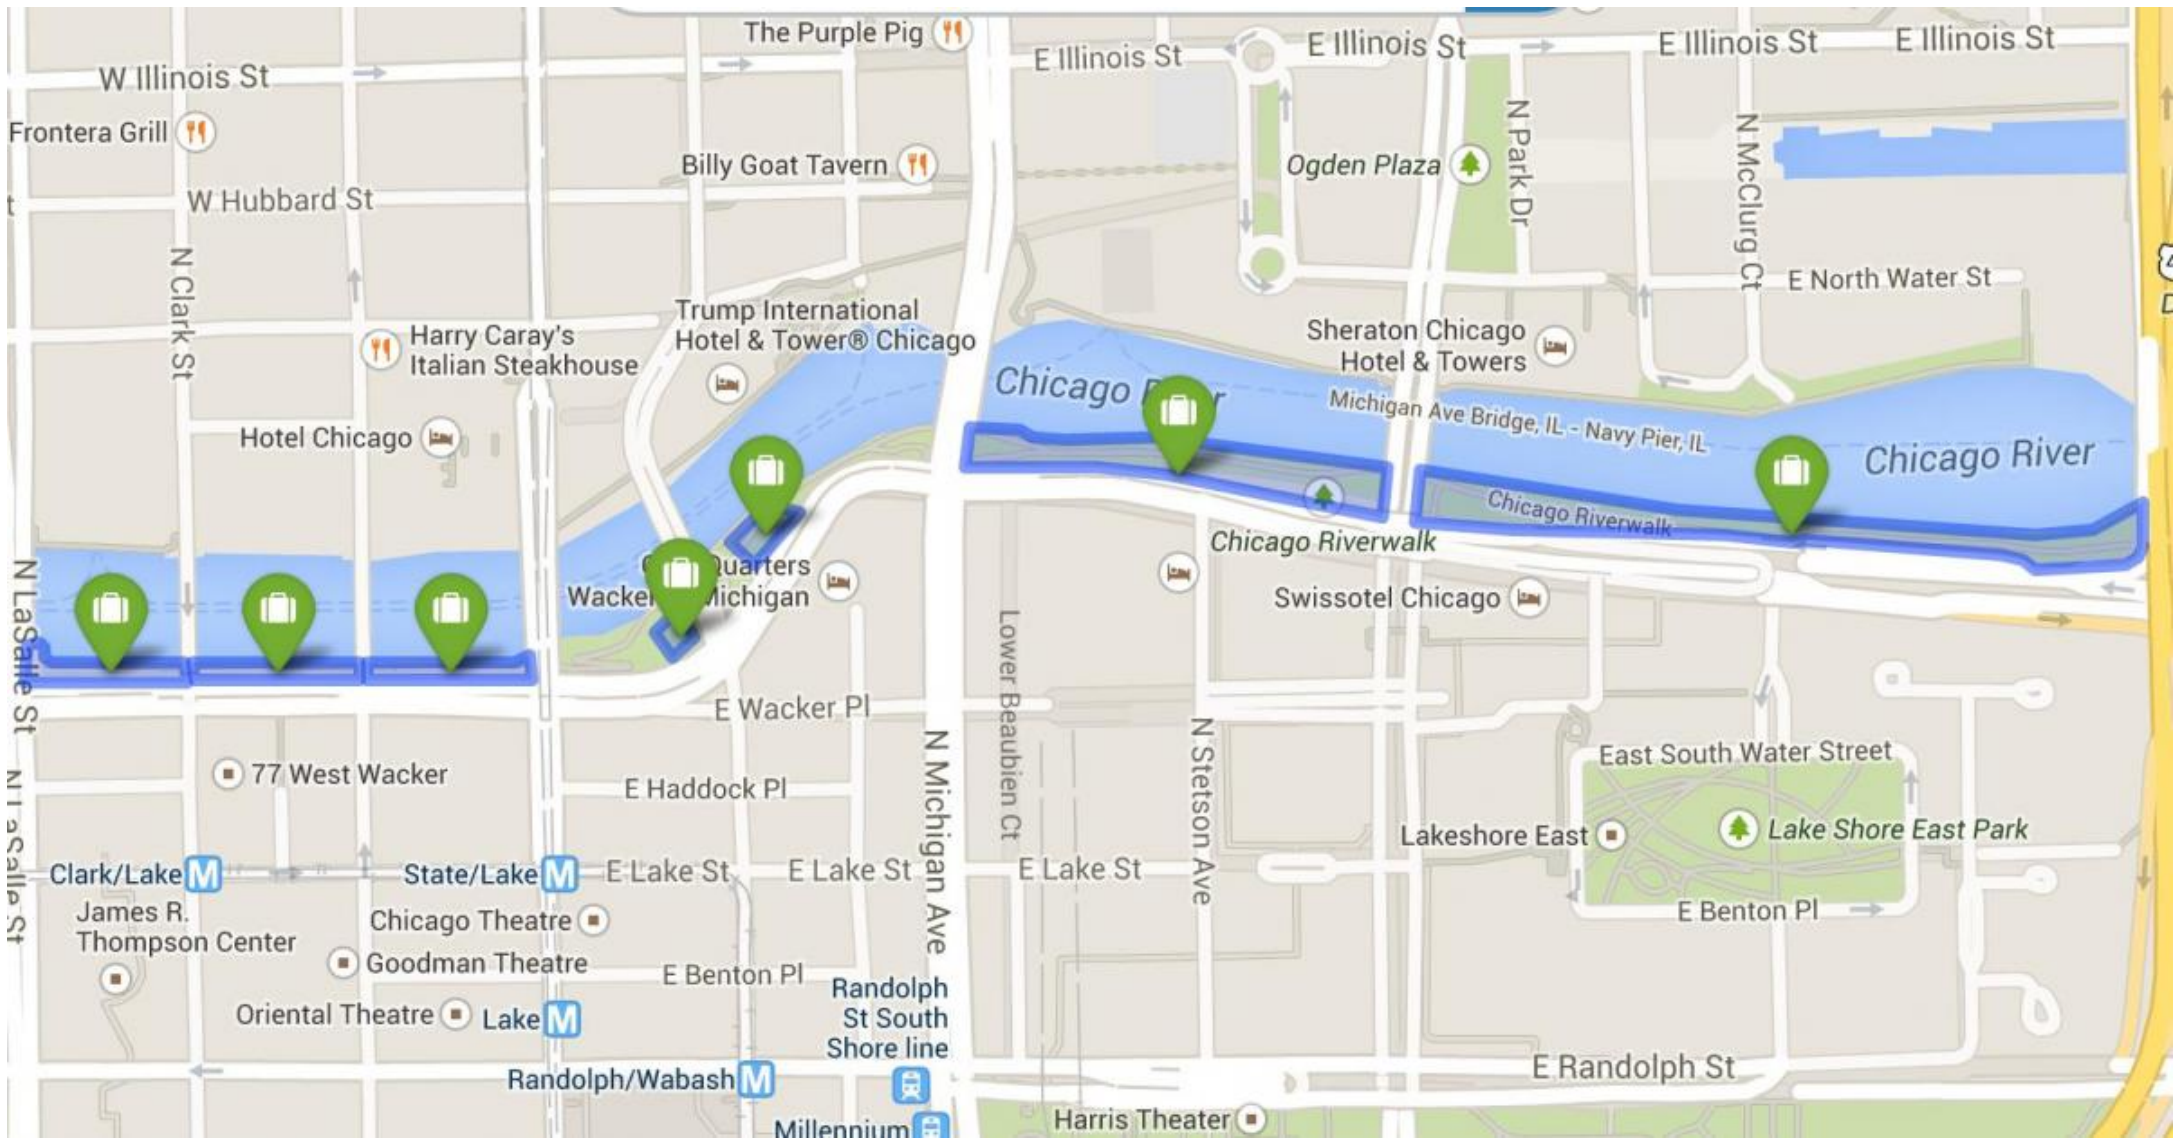 The Purple Pig
E Illinois St
E Illinois St
E Illinois St
E Illinois St
W Illinois St
Frontera Grill
Billy Goat Tavern
Ogden Plaza
N Park Dr
N McClurg Ct
W Hubbard St
N Clark St
E North Water St
Trump International
Hotel & Tower® Chicago
Harry Caray's
Italian Steakhouse
Sheraton Chicago
Hotel & Towers
Chicago
Michigan Ave Bridge, IL - Navy Pier, IL
Hotel Chicago
Chicago River
Chicago Riverwalk
Chicago Riverwalk
Quarters
Wacker Michigan
Swissotel Chicago
N LaSalle St
Lower Beaubien Ct
E Wacker Pl
N Michigan Ave
N Stetson Ave
East South Water Street
77 West Wacker
E Haddock Pl
N LaSalle St
Lakeshore East
Lake Shore East Park
Clark/Lake M
State/Lake M
E Lake St
E Lake St
E Lake St
James R.
Thompson Center
Chicago Theatre
E Benton Pl
Goodman Theatre
E Benton Pl
Oriental Theatre
Lake M
Randolph
St South
Shore line
Randolph/Wabash M
E Randolph St
Harris Theater
Millennium